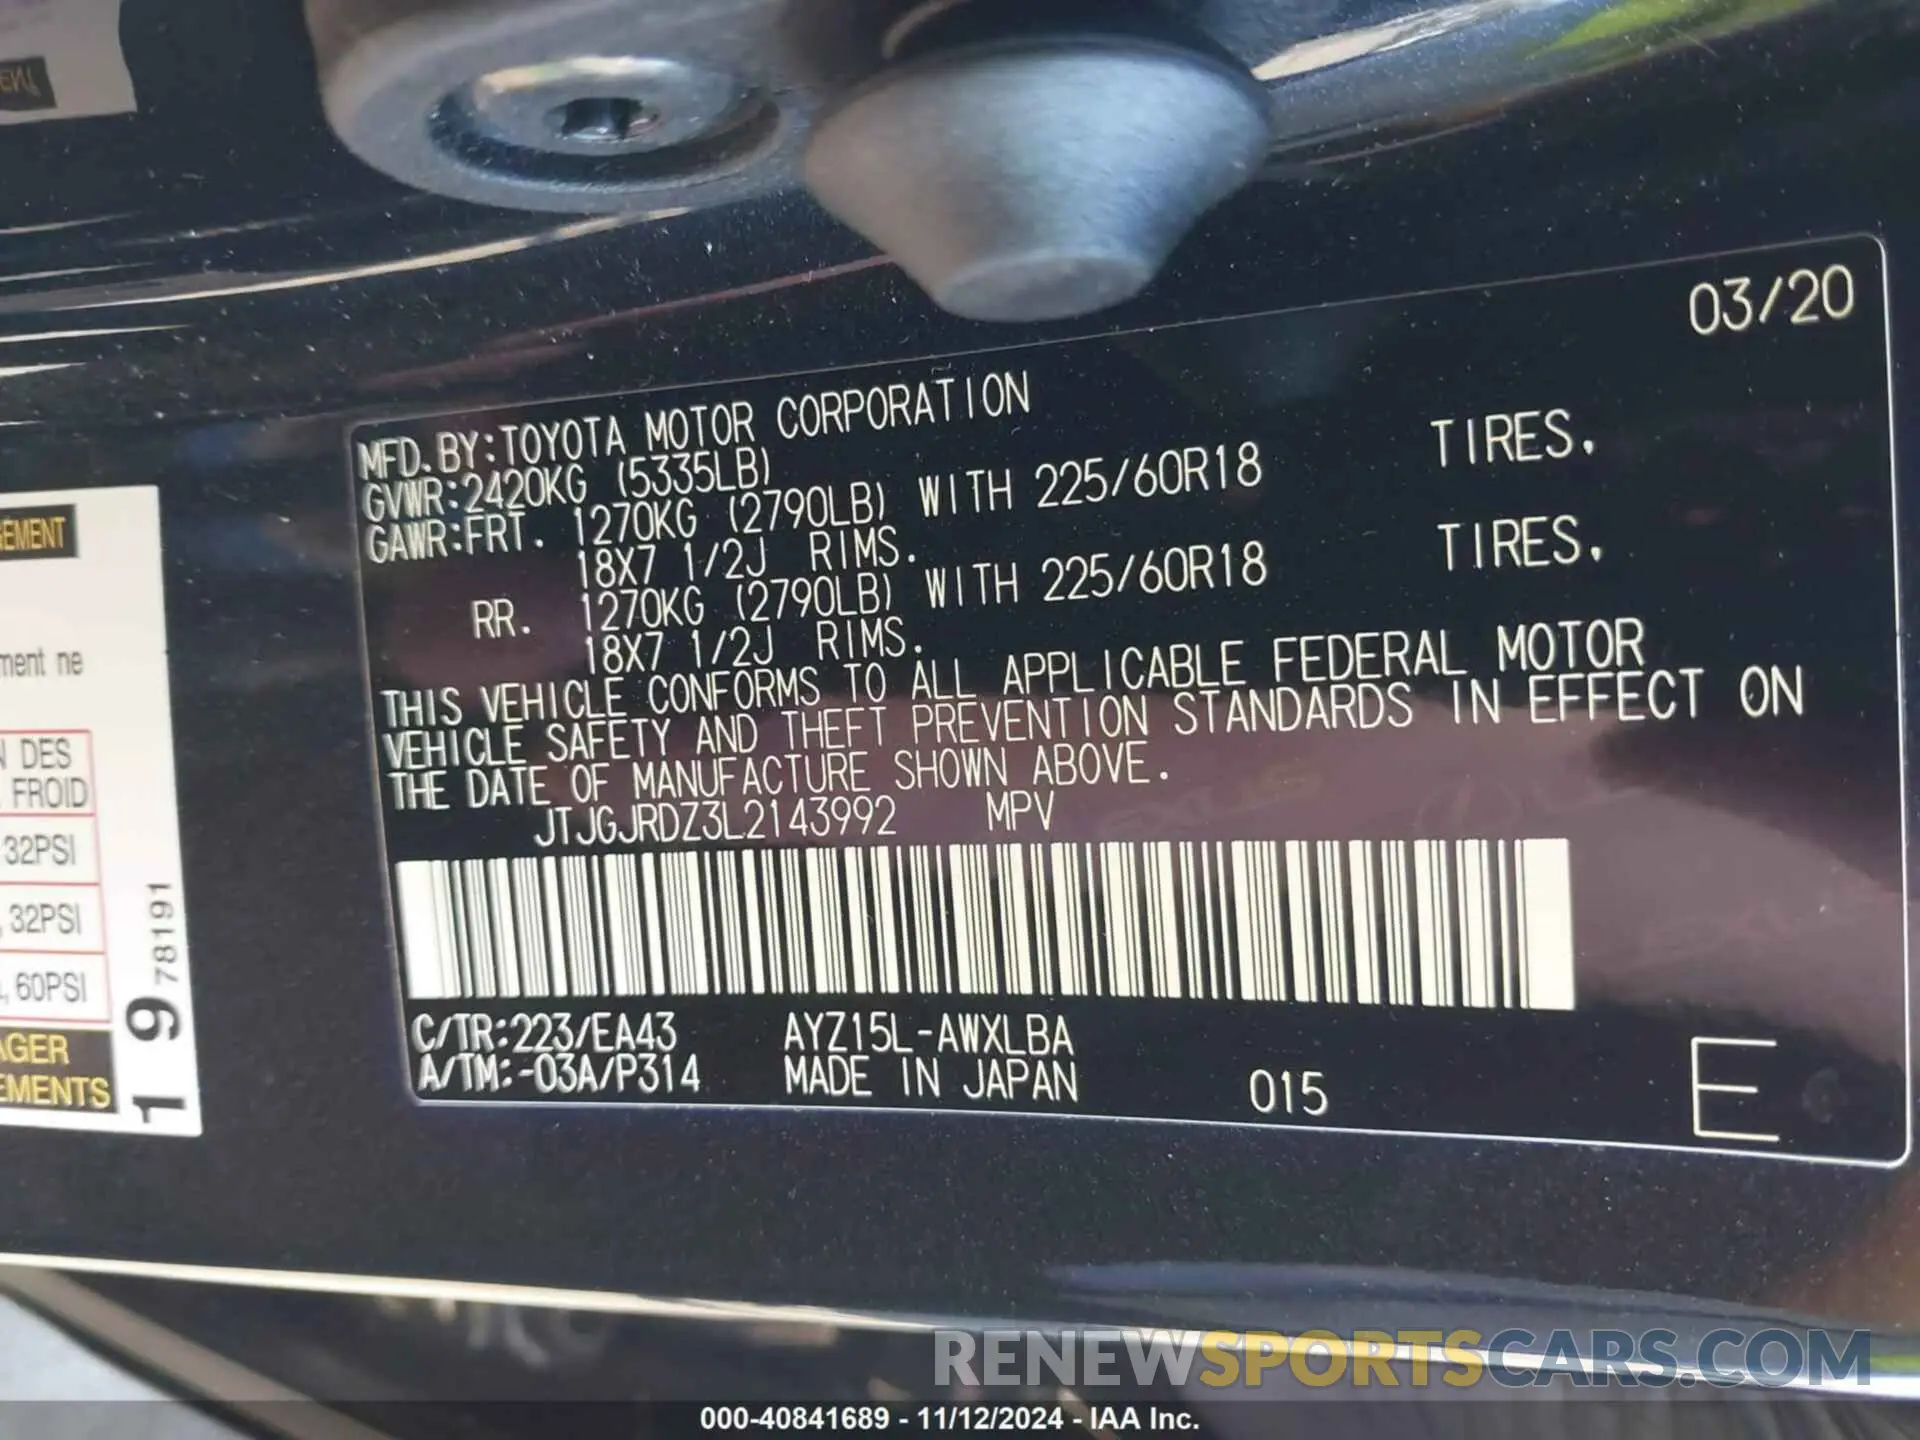 03/20
MFD. BY:TOYOTA MOTOR CORPORATION
GVWR:2420KG (5335LB)
GAWR:FRT. 1270KG (2790LB) WITH 225/60R18 TIRES,
18X7 1/2J RIMS.
RR. 1270KG (2790LB) WITH 225/60R18 TIRES,
18X7 1/2J RIMS.
THIS VEHICLE CONFORMS TO ALL APPLICABLE FEDERAL MOTOR
VEHICLE SAFETY AND THEFT PREVENTION STANDARDS IN EFFECT ON
THE DATE OF MANUFACTURE SHOWN ABOVE.
JTJGJRDZ3L2143992 MPV
C/TR:223/EA43 AYZ15L-AWXLBA
A/TM:-03A/P314 MADE IN JAPAN 015 E
GEMENT
ment ne
N DES
FROID
32PSI
, 32PSI
, 60PSI
AGER
EMENTS
1 9 78191
RENEWSPORTSCARS.COM
000-40841689 - 11/12/2024 - IAA Inc.